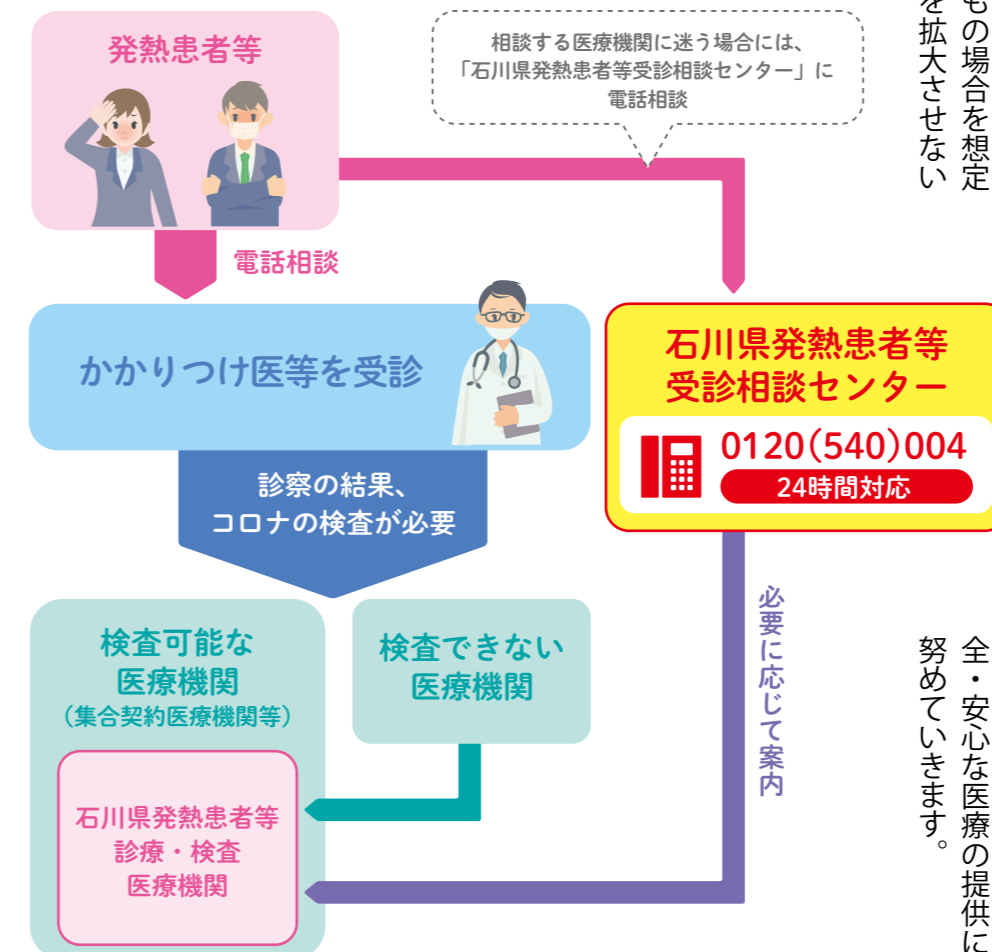 発熱患者等
相談する医療機関に迷う場合には、
「石川県発熱患者等受診相談センター」に
電話相談
もの場合を想定
を拡大させない
電話相談
かかりつけ医等を受診
石川県発熱患者等
受診相談センター
0120(540)004
24時間対応
診察の結果、
コロナの検査が必要
検査可能な
医療機関
(集合契約医療機関等)
検査できない
医療機関
必要に応じて案内
石川県発熱患者等
診療・検査
医療機関
全・安心な医療の提供に
努めていきます。